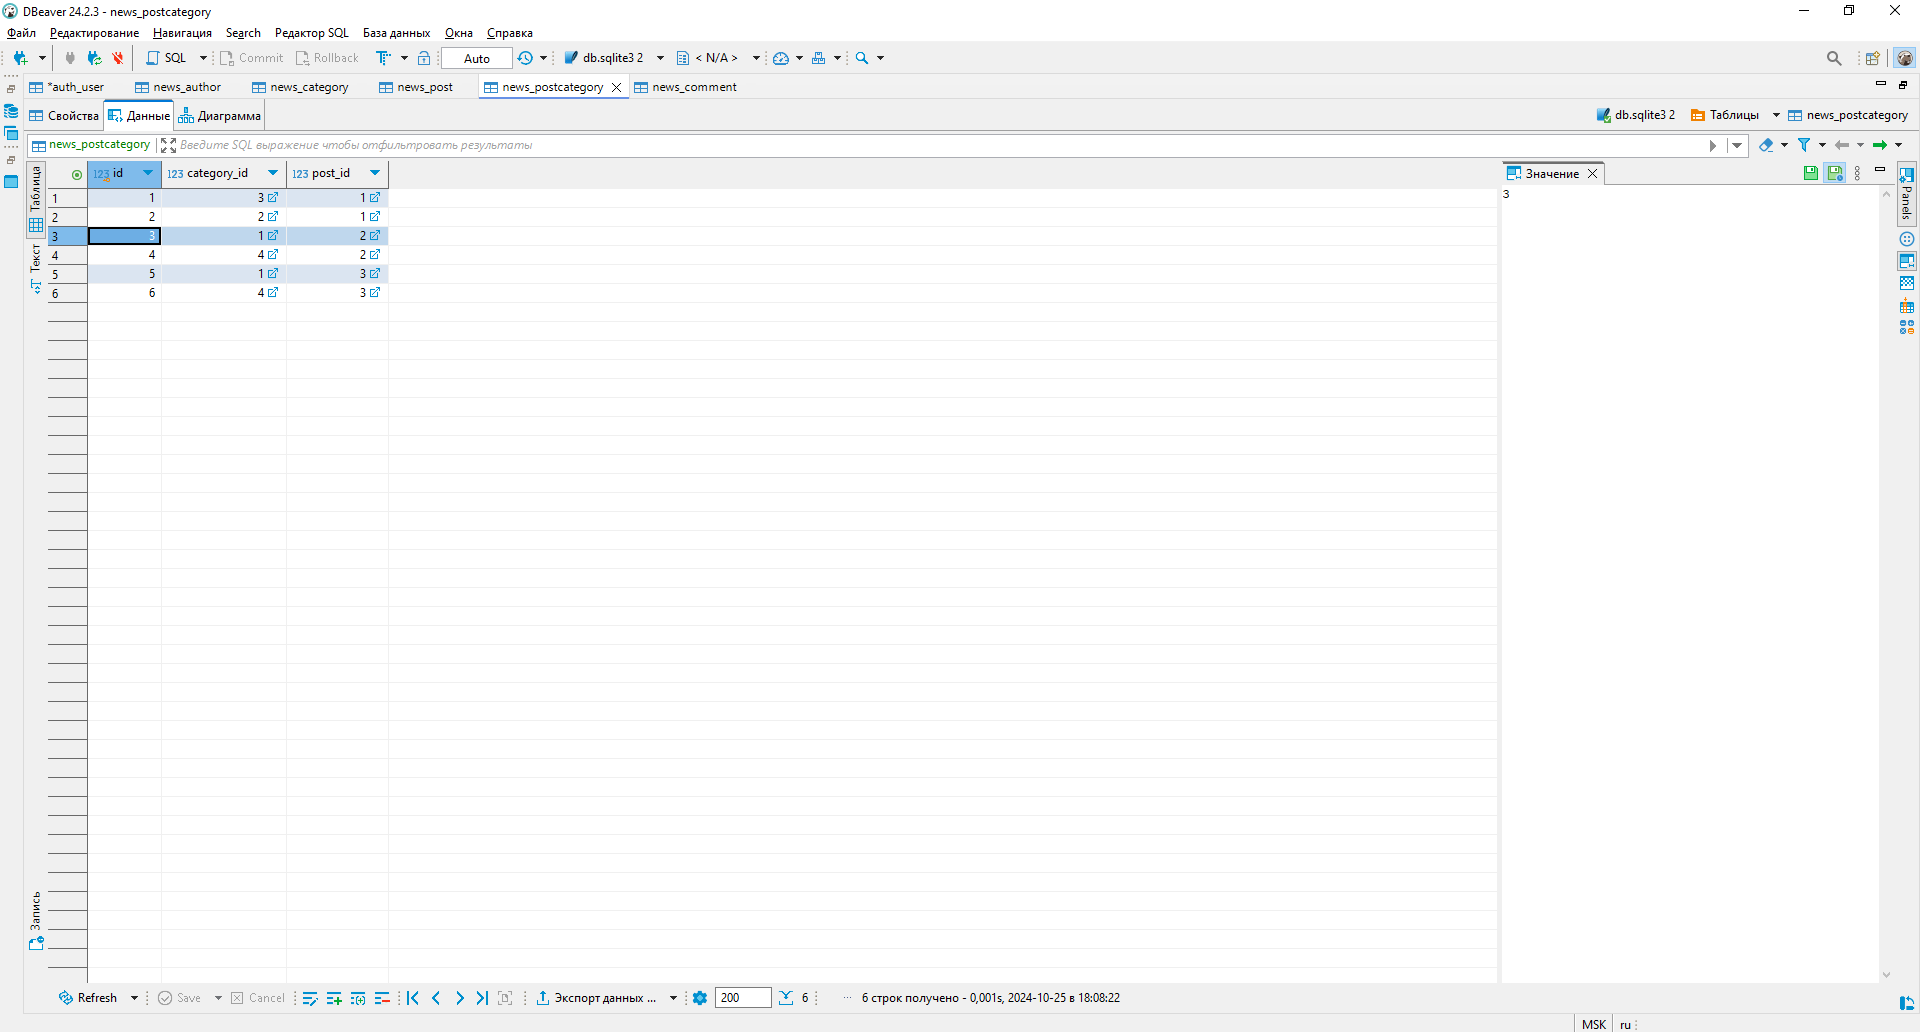 DBeaver 24.2.3 - news_postcategory
Файл Редактирование Навигация Search Редактор SQL База данных Окна Справка
SQL Commit Rollback Auto db.sqlite3 2 < N/A >
*auth_user news_author news_category news_post news_postcategory news_comment
Свойства Данные Диаграмма db.sqlite3 2 Таблицы news_postcategory
news_postcategory Введите SQL выражение чтобы отфильтровать результаты
Таблица
Текст
Запись
123 id 123 category_id 123 post_id
1 1 3 1
2 2 2 1
3 3 1 2
4 4 4 2
5 5 1 3
6 6 4 3
Значение
3
Panels
Refresh Save Cancel Экспорт данных ... 200 6 6 строк получено - 0,001s, 2024-10-25 в 18:08:22
MSK ru